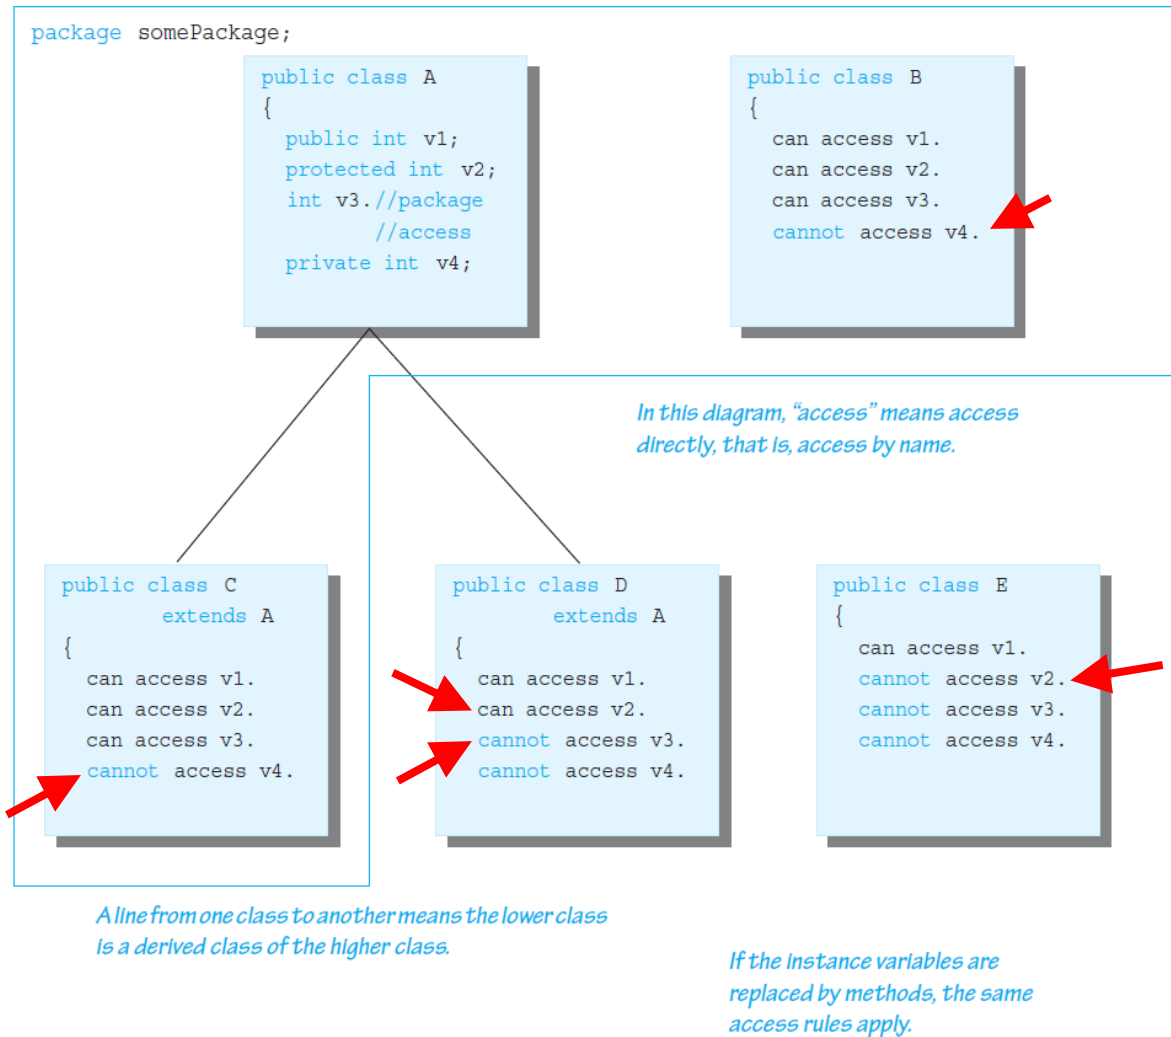 package somePackage;
public class A
{
public int v1;
protected int v2;
int v3.//package
//access
private int v4;
public class B
{
can access v1.
can access v2.
can access v3.
cannot access v4.
In this diagram, “access” means access
directly, that is, access by name.
public class C
extends A
{
can access v1.
can access v2.
can access v3.
cannot access v4.
public class D
extends A
{
can access v1.
can access v2.
cannot access v3.
cannot access v4.
public class E
{
can access v1.
cannot access v2.
cannot access v3.
cannot access v4.
A line from one class to another means the lower class
is a derived class of the higher class.
If the instance variables are
replaced by methods, the same
access rules apply.